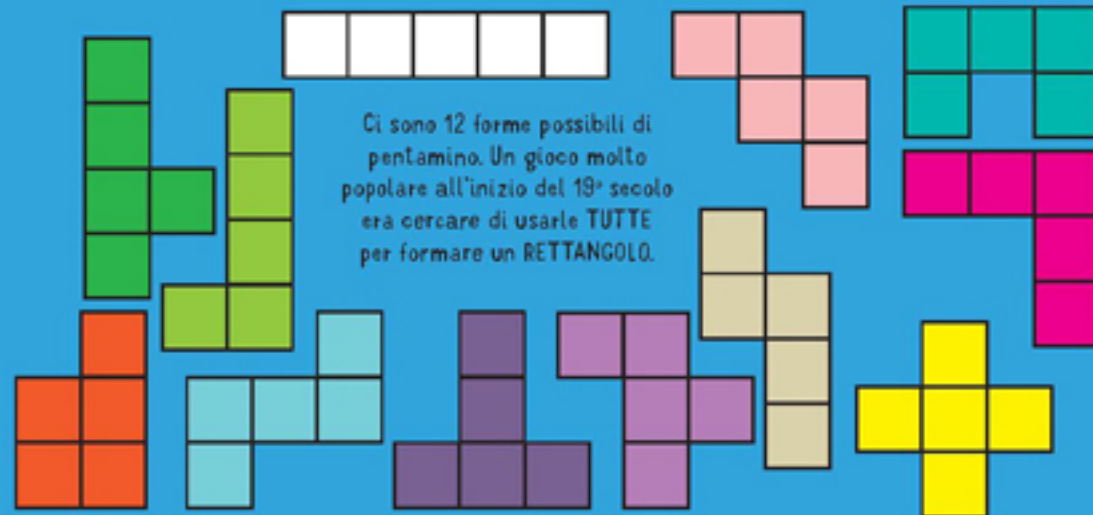 Ci sono 12 forme possibili di
pentamino. Un gioco molto
popolare all'inizio del 19° secolo
era cercare di usarle TUTTE
per formare un RETTANGOLO.